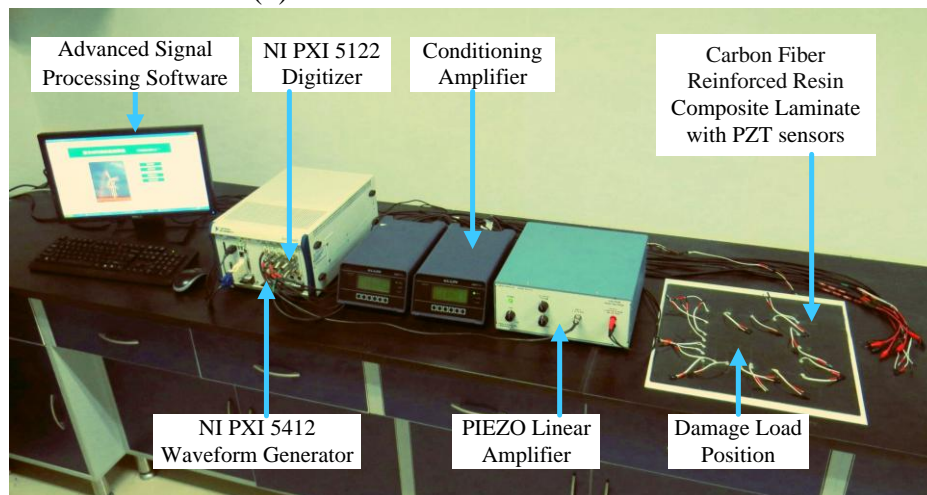 Advanced Signal
Processing Software
NI PXI 5122
Digitizer
Conditioning
Amplifier
Carbon Fiber
Reinforced Resin
Composite Laminate
with PZT sensors
NI PXI 5412
Waveform Generator
PIEZO Linear
Amplifier
Damage Load
Position